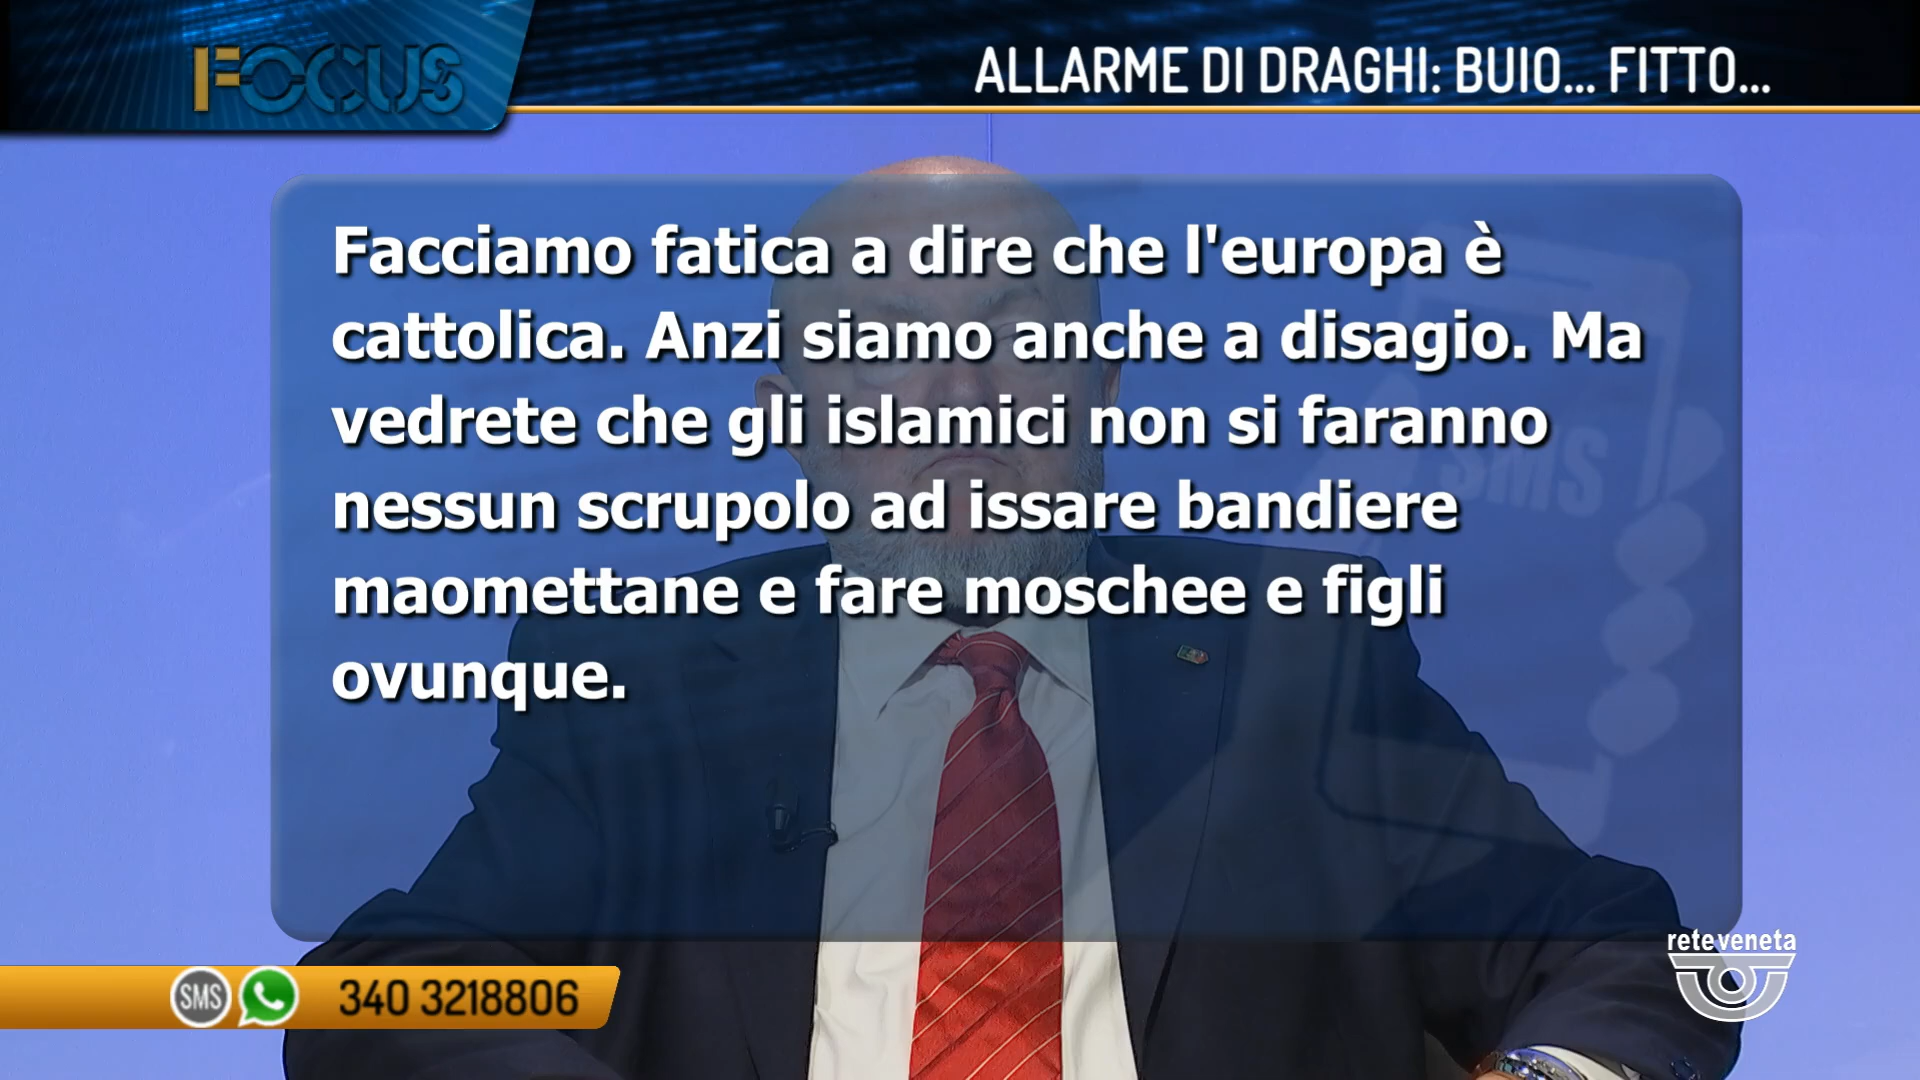 FOCUS
ALLARME DI DRAGHI: BUIO... FITTO...
Facciamo fatica a dire che l'europa è
cattolica. Anzi siamo anche a disagio. Ma
vedrete che gli islamici non si faranno
nessun scrupolo ad issare bandiere
maomettane e fare moschee e figli
ovunque.
SMS
reteveneta
SMS 340 3218806